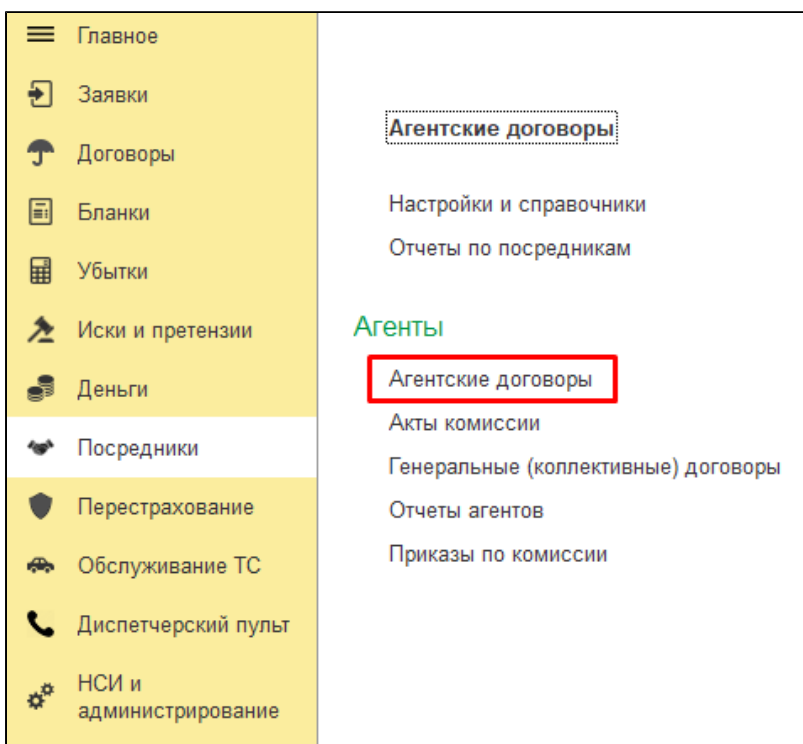 Главное
Заявки
Договоры
Бланки
Убытки
Иски и претензии
Деньги
Посредники
Перестрахование
Обслуживание ТС
Диспетчерский пульт
НСИ и
администрирование
Агентские договоры
Настройки и справочники
Отчеты по посредникам
Агенты
Агентские договоры
Акты комиссии
Генеральные (коллективные) договоры
Отчеты агентов
Приказы по комиссии